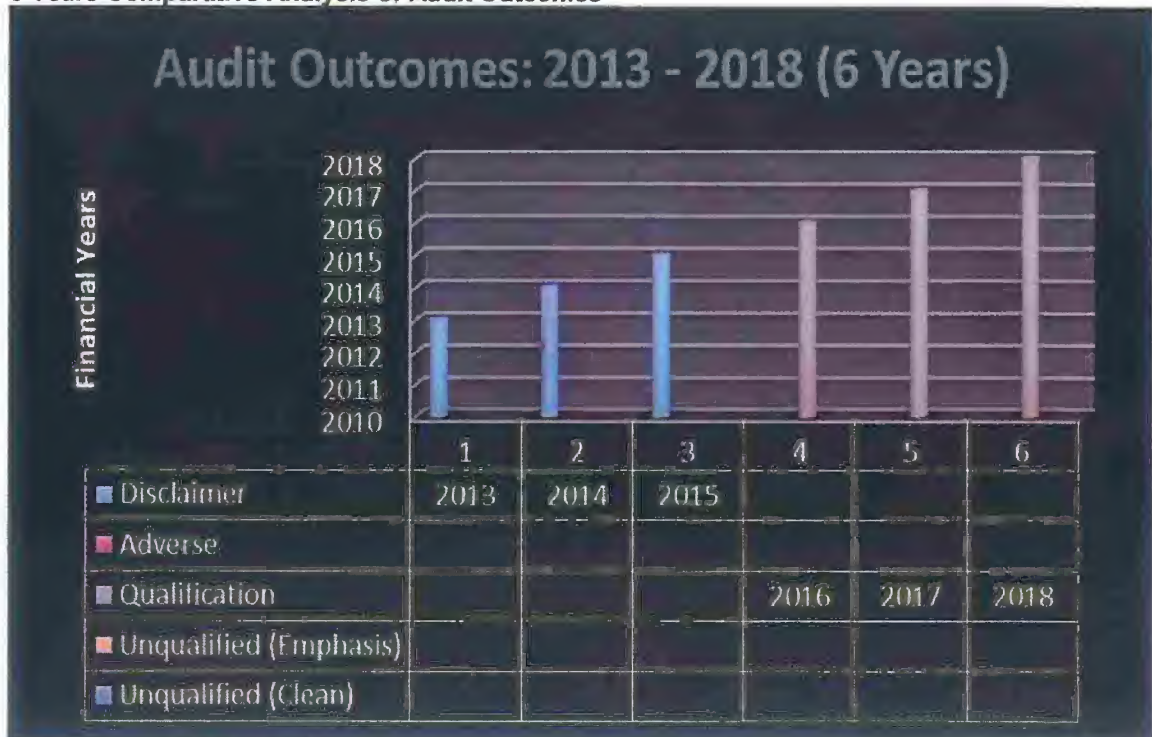 Audit Outcomes: 2013 - 2018 (6 Years)
Financial Years
2018
2017
2016
2015
2014
2013
2012
2011
2010
1 2 3 4 5 6
Disclaimer 2013 2014 2015
Adverse
Qualification 2016 2017 2018
Unqualified (Emphasis)
Unqualified (Clean)